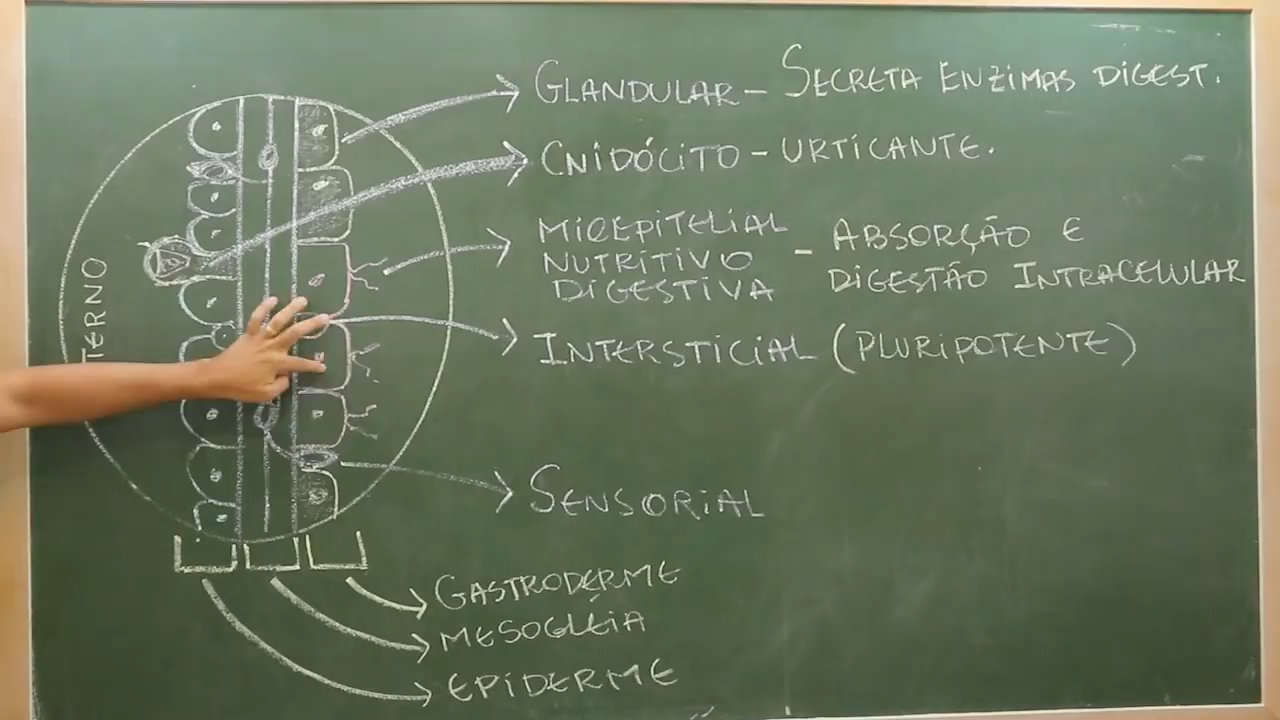 GLANDULAR - SECRETA ENZIMAS DIGEST.
CNIDÓCITO - URTICANTE.
MIOEPITELIAL
NUTRITIVO
DIGESTIVA
- ABSORÇÃO E
DIGESTÃO INTRACELULAR
INTERSTICIAL (PLURIPOTENTE)
TERNO
SENSORIAL
GASTRODERME
MESOGLÉIA
EPIDERME